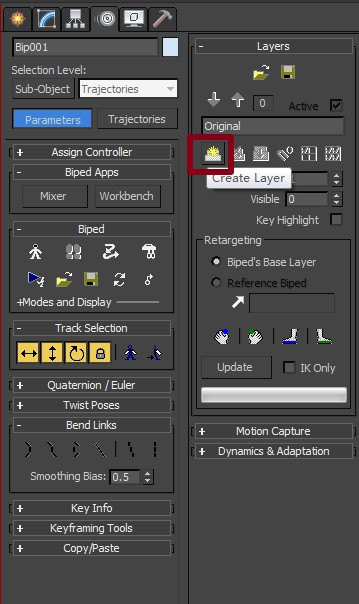 Bip001
Selection Level:
Sub-Object
Trajectories
Parameters
Trajectories
+ Assign Controller
- Biped Apps
Mixer
Workbench
- Biped
+Modes and Display
- Track Selection
+ Quaternion / Euler
+ Twist Poses
- Bend Links
Smoothing Bias: 0.5
+ Key Info
+ Keyframing Tools
+ Copy/Paste
- Layers
0
Active
Original
Create Layer
Visible 0
Key Highlight
Retargeting
Biped's Base Layer
Reference Biped
Update
IK Only
+ Motion Capture
+ Dynamics & Adaptation